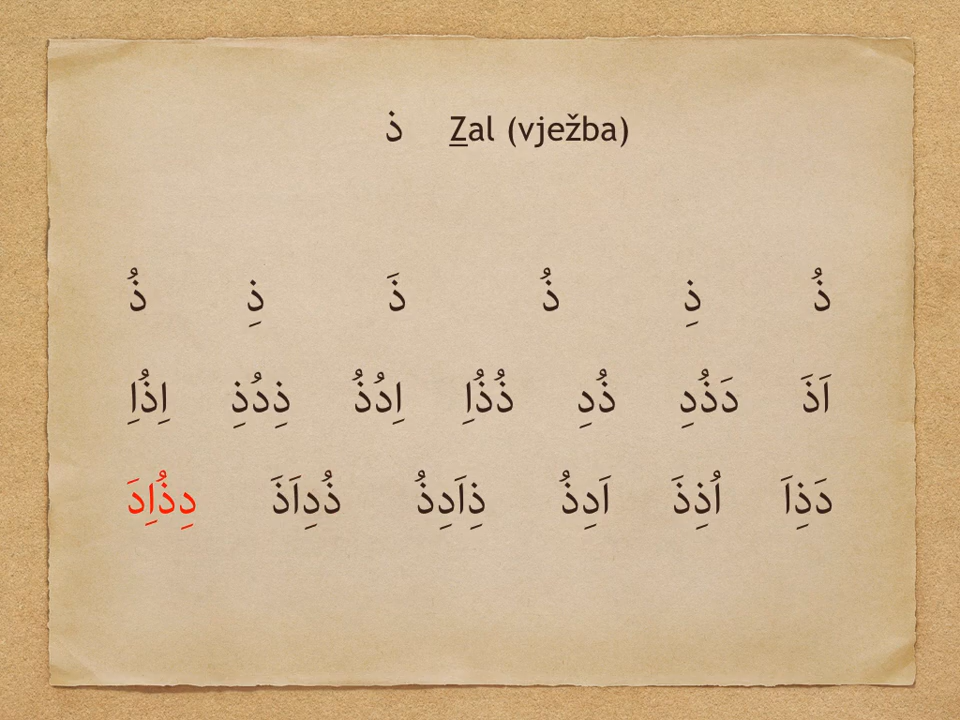 ذ Zal (vježba)
ذُ ذِ ذُ ذَ ذِ ذُ
اَذَ دَذُدِ ذُدِ ذُذُاِ اِدُذُ ذِدُذِ اِذُاِ
دَذِاَ اُذِذَ اَدِذُ ذِاَدِذُ ذُدِاَذَ دِذُاِدَ